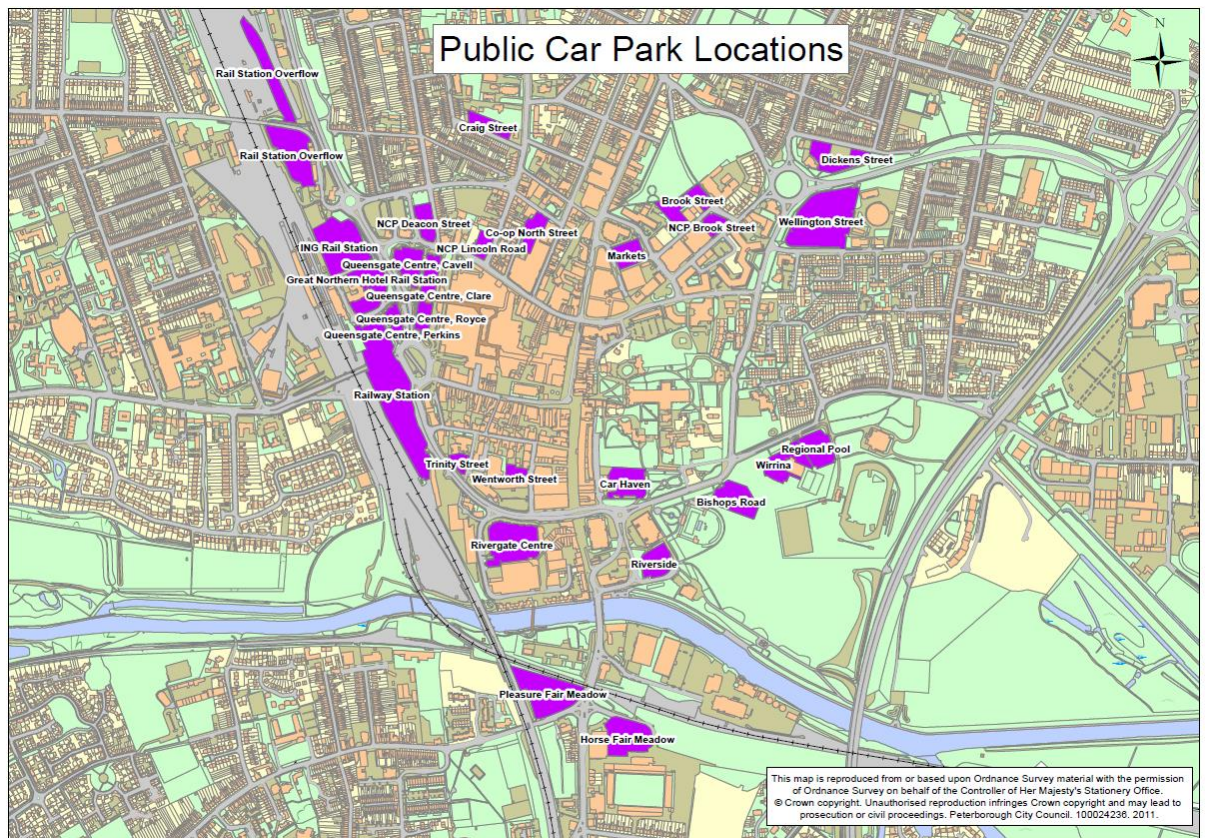 Public Car Park Locations
N
Rail Station Overflow
Craig Street
Rail Station Overflow
Dickens Street
Brook Street
NCP Deacon Street
Wellington Street
NCP Brook Street
Co-op North Street
ING Rail Station
NCP Lincoln Road
Markets
Queensgate Centre, Cavell
Great Northern Hotel Rail Station
Queensgate Centre, Clare
Queensgate Centre, Royce
Queensgate Centre, Perkins
Railway Station
Regional Pool
Trinity Street
Wirrina
Wentworth Street
Car Haven
Bishops Road
Rivergate Centre
Riverside
Pleasure Fair Meadow
Horse Fair Meadow
This map is reproduced from or based upon Ordnance Survey material with the permission
of Ordnance Survey on behalf of the Controller of Her Majesty's Stationery Office.
© Crown copyright. Unauthorised reproduction infringes Crown copyright and may lead to
prosecution or civil proceedings. Peterborough City Council. 100024236. 2011.